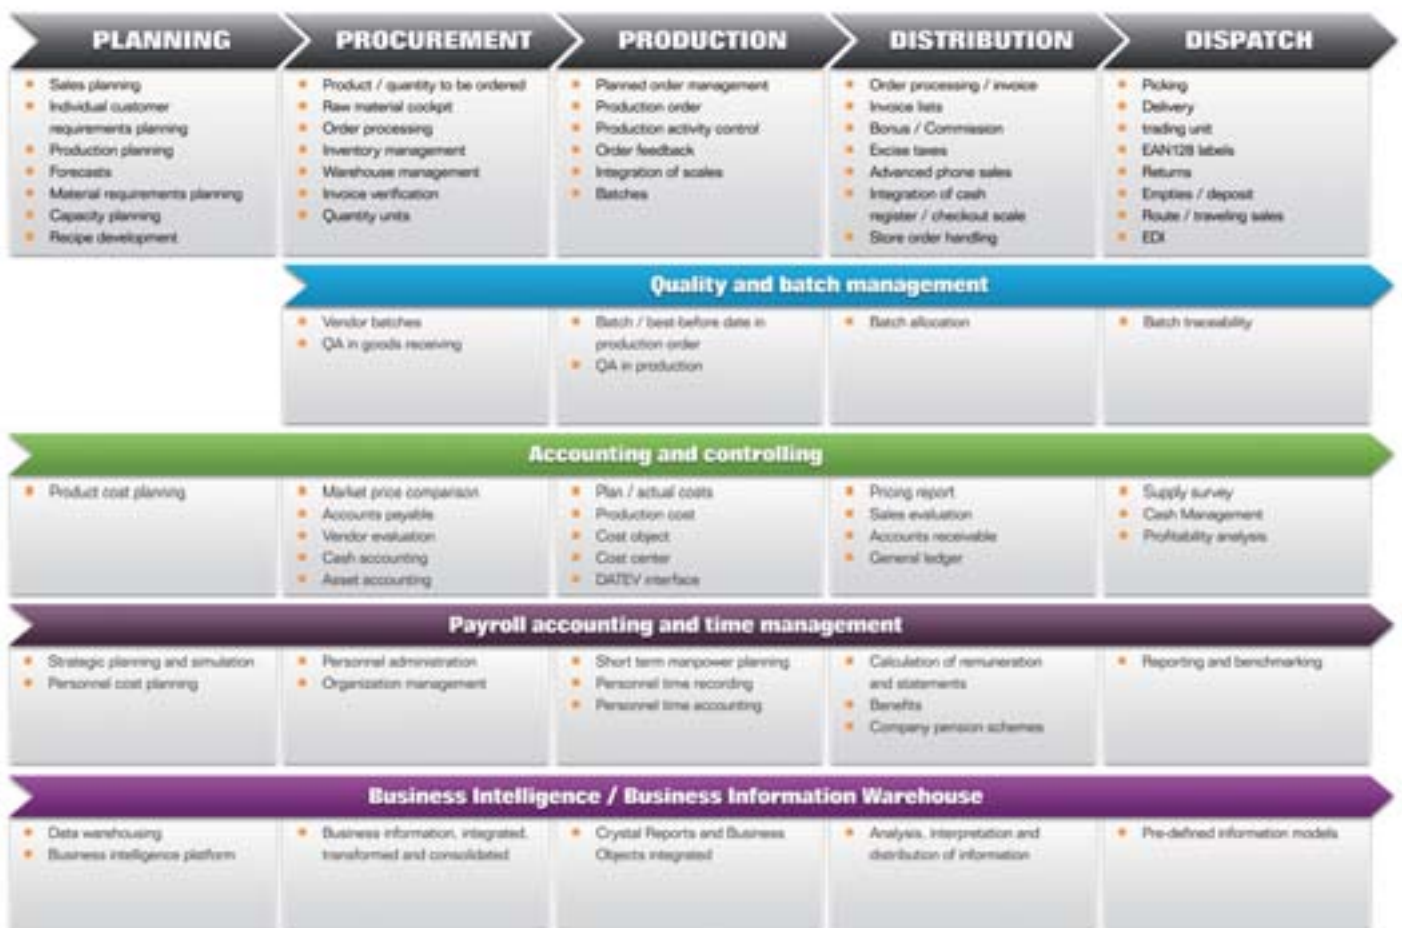 PLANNING
PROCUREMENT
PRODUCTION
DISTRIBUTION
DISPATCH
Sales planning
Individual customer
requirements planning
Production planning
Forecasts
Material requirements planning
Capacity planning
Recipe development
Product / quantity to be ordered
Raw material cockpit
Order processing
Inventory management
Warehouse management
Invoice verification
Quantity units
Planned order management
Production order
Production activity control
Order feedback
Integration of scales
Batches
Order processing / invoice
Invoice lists
Bonus / Commission
Excise taxes
Advanced phone sales
Integration of cash
register / checkout scale
Store order handling
Picking
Delivery
trading unit
EAN128 labels
Returns
Empties / deposit
Route / traveling sales
EDI
Quality and batch management
Vendor batches
QA in goods receiving
Batch / best-before date in
production order
QA in production
Batch allocation
Batch traceability
Accounting and controlling
Product cost planning
Market price comparison
Accounts payable
Vendor evaluation
Cash accounting
Asset accounting
Plan / actual costs
Production cost
Cost object
Cost center
DATEV interface
Pricing report
Sales evaluation
Accounts receivable
General ledger
Supply survey
Cash Management
Profitability analysis
Payroll accounting and time management
Strategic planning and simulation
Personnel cost planning
Personnel administration
Organization management
Short term manpower planning
Personnel time recording
Personnel time accounting
Calculation of remuneration
and statements
Benefits
Company pension schemes
Reporting and benchmarking
Business Intelligence / Business Information Warehouse
Data warehousing
Business intelligence platform
Business information, integrated,
transformed and consolidated
Crystal Reports and Business
Objects integrated
Analysis, interpretation and
distribution of information
Pre-defined information models